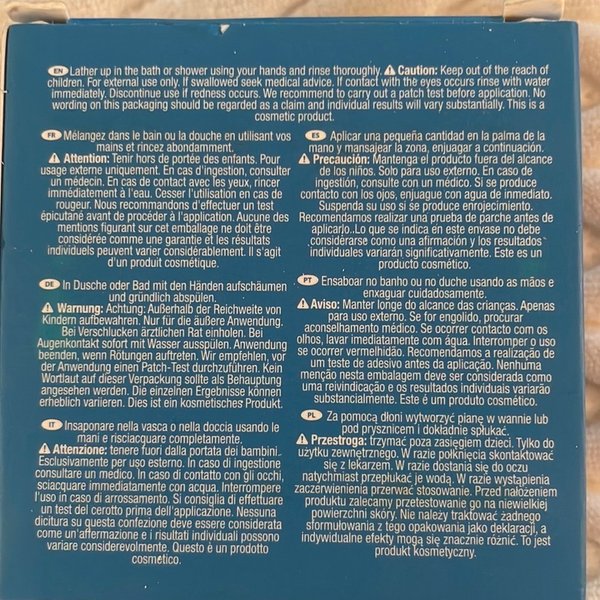 EN Lather up in the bath or shower using your hands and rinse thoroughly. ⚠ Caution: Keep out of the reach of
children. For external use only. If swallowed seek medical advice. If contact with the eyes occurs rinse with water
immediately. Discontinue use if redness occurs. We recommend to carry out a patch test before application. No
wording on this packaging should be regarded as a claim and individual results will vary substantially. This is a
cosmetic product.
FR Mélangez dans le bain ou la douche en utilisant vos
mains et rincez abondamment.
⚠ Attention: Tenir hors de portée des enfants. Pour
usage externe uniquement. En cas d'ingestion, consulter
un médecin. En cas de contact avec les yeux, rincer
immédiatement à l'eau. Cesser l'utilisation en cas de
rougeur. Nous recommandons d'effectuer un test
épicutané avant de procéder à l'application. Aucune des
mentions figurant sur cet emballage ne doit être
considérée comme une garantie et les résultats
individuels peuvent varier considérablement. Il s'agit
d'un produit cosmétique.
ES Aplicar una pequeña cantidad en la palma de la
mano y mansajear la zona, enjuagar a continuación.
⚠ Precaución: Mantenga el producto fuera del alcance
de los niños. Solo para uso externo. En caso de
ingestión, consulte con un médico. Si se produce
contacto con los ojos, enjuague con agua de inmediato.
Suspenda su uso si se produce enrojecimiento.
Recomendamos realizar una prueba de parche antes de
aplicarlo..Lo que se indica en este envase no debe
considerarse como una afirmación y los resultados
individuales variarán significativamente. Este es un
producto cosmético.
DE In Dusche oder Bad mit den Händen aufschäumen
und gründlich abspülen.
⚠ Warnung: Achtung: Außerhalb der Reichweite von
Kindern aufbewahren. Nur für die äußere Anwendung.
Bei Verschlucken ärztlichen Rat einholen. Bei
Augenkontakt sofort mit Wasser ausspülen. Anwendung
beenden, wenn Rötungen auftreten. Wir empfehlen, vor
der Anwendung einen Patch-Test durchzuführen. Kein
Wortlaut auf dieser Verpackung sollte als Behauptung
angesehen werden. Die einzelnen Ergebnisse können
erheblich variieren. Dies ist ein kosmetisches Produkt.
PT Ensaboar no banho ou no duche usando as mãos e
enxaguar cuidadosamente.
⚠ Aviso: Manter longe do alcance das crianças. Apenas
para uso externo. Se for engolido, procurar
aconselhamento médico. Se ocorrer contacto com os
olhos, lavar imediatamente com água. Interromper o uso
se ocorrer vermelhidão. Recomendamos a realização de
um teste de adesivo antes da aplicação. Nenhuma
menção nesta embalagem deve ser considerada como
uma reivindicação e os resultados individuais variarão
substancialmente. Este é um produto cosmético.
IT Insaponare nella vasca o nella doccia usando le
mani e risciacquare completamente.
⚠ Attenzione: tenere fuori dalla portata dei bambini.
Esclusivamente per uso esterno. In caso di ingestione
consultare un medico. In caso di contatto con gli occhi,
sciacquare immediatamente con acqua. Interrompere
l'uso in caso di arrossamento. Si consiglia di effettuare
un test del cerotto prima dell'applicazione. Nessuna
dicitura su questa confezione deve essere considerata
come un'affermazione e i risultati individuali possono
variare considerevolmente. Questo è un prodotto
cosmetico.
PL Za pomocą dłoni wytworzyć pianę w wannie lub
pod prysznicem i dokładnie spłukać.
⚠ Przestroga: trzymać poza zasięgiem dzieci. Tylko do
użytku zewnętrznego. W razie połknięcia skontaktować
się z lekarzem. W razie dostania się do oczu
natychmiast przepłukać je wodą. W razie wystąpienia
zaczerwienienia przerwać stosowanie. Przed nałożeniem
produktu zalecamy przetestowanie go na niewielkiej
powierzchni skóry. Nie należy traktować żadnego
sformułowania z tego opakowania jako deklaracji, a
indywidualne efekty mogą się znacznie różnić. To jest
produkt kosmetyczny.